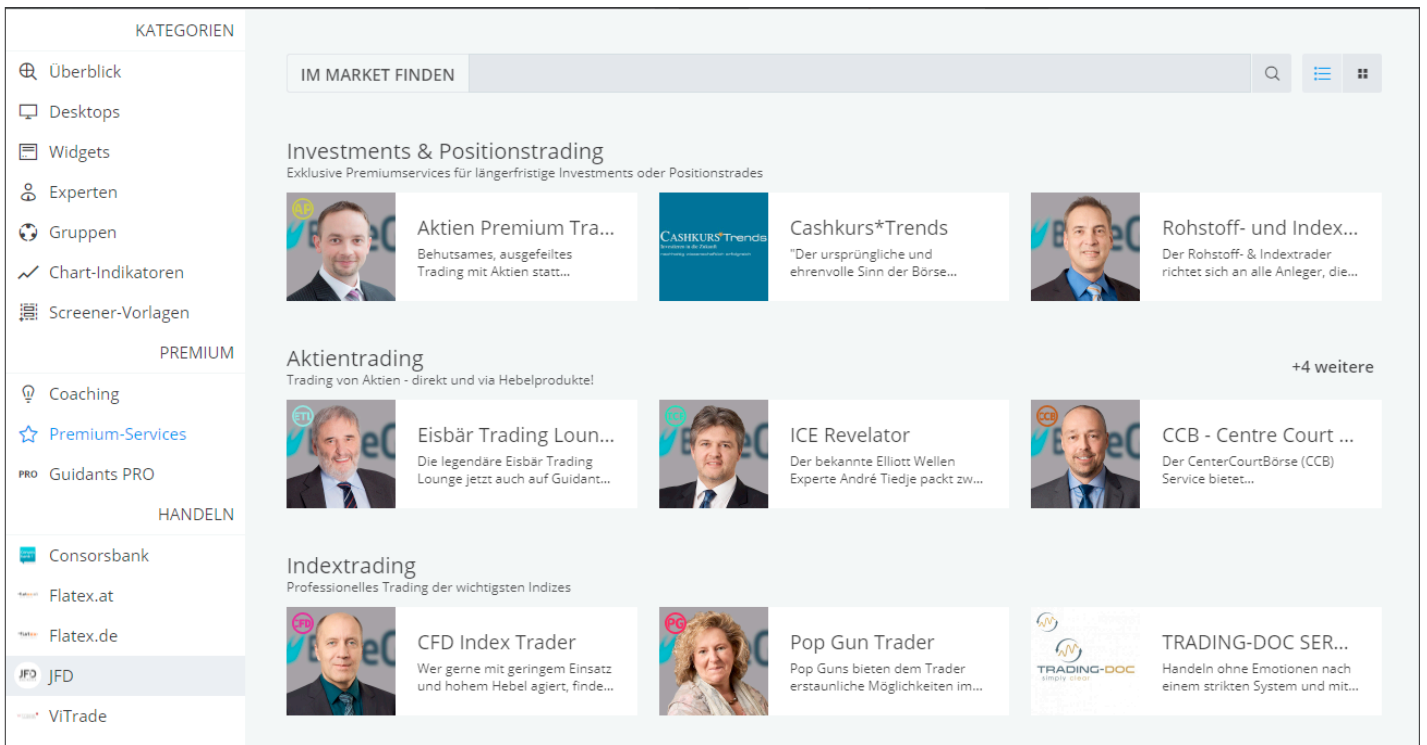 KATEGORIEN
Überblick
Desktops
Widgets
Experten
Gruppen
Chart-Indikatoren
Screener-Vorlagen
PREMIUM
Coaching
Premium-Services
PRO Guidants PRO
HANDELN
Consorsbank
Flatex.at
Flatex.de
JFD JFD
ViTrade
IM MARKET FINDEN
Investments & Positionstrading
Exklusive Premiumservices für längerfristige Investments oder Positionstrades
AP
Aktien Premium Tra...
Behutsames, ausgefeiltes
Trading mit Aktien statt...
CASHKURS*Trends
Cashkurs*Trends
"Der ursprüngliche und
ehrenvolle Sinn der Börse...
Rohstoff- und Index...
Der Rohstoff- & Indextrader
richtet sich an alle Anleger, die...
Aktientrading
Trading von Aktien - direkt und via Hebelprodukte!
+4 weitere
ETL
Eisbär Trading Loun...
Die legendäre Eisbär Trading
Lounge jetzt auch auf Guidant...
ICE Revelator
Der bekannte Elliott Wellen
Experte André Tiedje packt zw...
CCB
CCB - Centre Court ...
Der CenterCourtBörse (CCB)
Service bietet...
Indextrading
Professionelles Trading der wichtigsten Indizes
CFD
CFD Index Trader
Wer gerne mit geringem Einsatz
und hohem Hebel agiert, finde...
PG
Pop Gun Trader
Pop Guns bieten dem Trader
erstaunliche Möglichkeiten im...
TRADING-DOC
simply clear
TRADING-DOC SER...
Handeln ohne Emotionen nach
einem strikten System und mit...